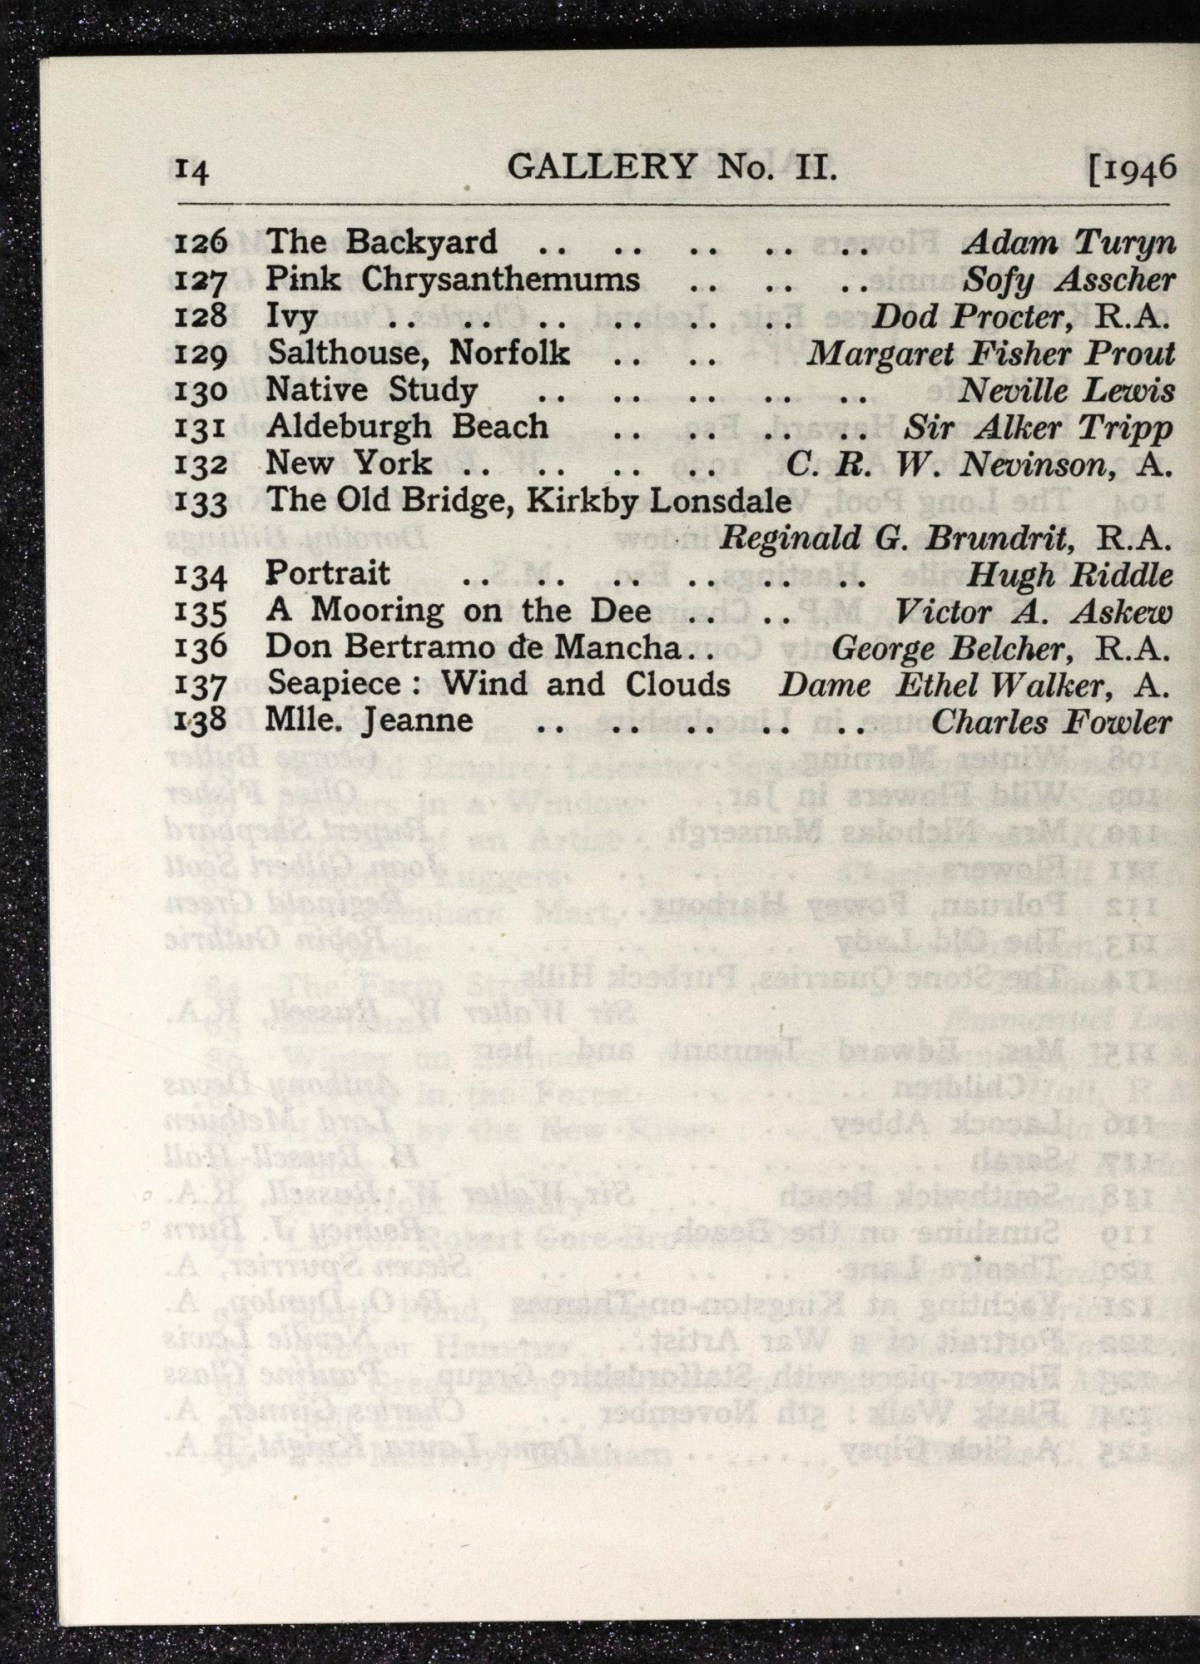 14 GALLERY No. II. [1946
126 The Backyard .. .. .. .. .. Adam Turyn
127 Pink Chrysanthemums .. .. .. Sofy Asscher
128 Ivy .. .. .. .. .. .. Dod Procter, R.A.
129 Salthouse, Norfolk .. .. Margaret Fisher Prout
130 Native Study .. .. .. .. .. Neville Lewis
131 Aldeburgh Beach .. .. .. .. Sir Alker Tripp
132 New York .. .. .. .. C. R. W. Nevinson, A.
133 The Old Bridge, Kirkby Lonsdale
Reginald G. Brundrit, R.A.
134 Portrait .. .. .. .. .. .. Hugh Riddle
135 A Mooring on the Dee .. .. Victor A. Askew
136 Don Bertramo de Mancha.. George Belcher, R.A.
137 Seapiece : Wind and Clouds Dame Ethel Walker, A.
138 Mlle. Jeanne .. .. .. .. .. Charles Fowler